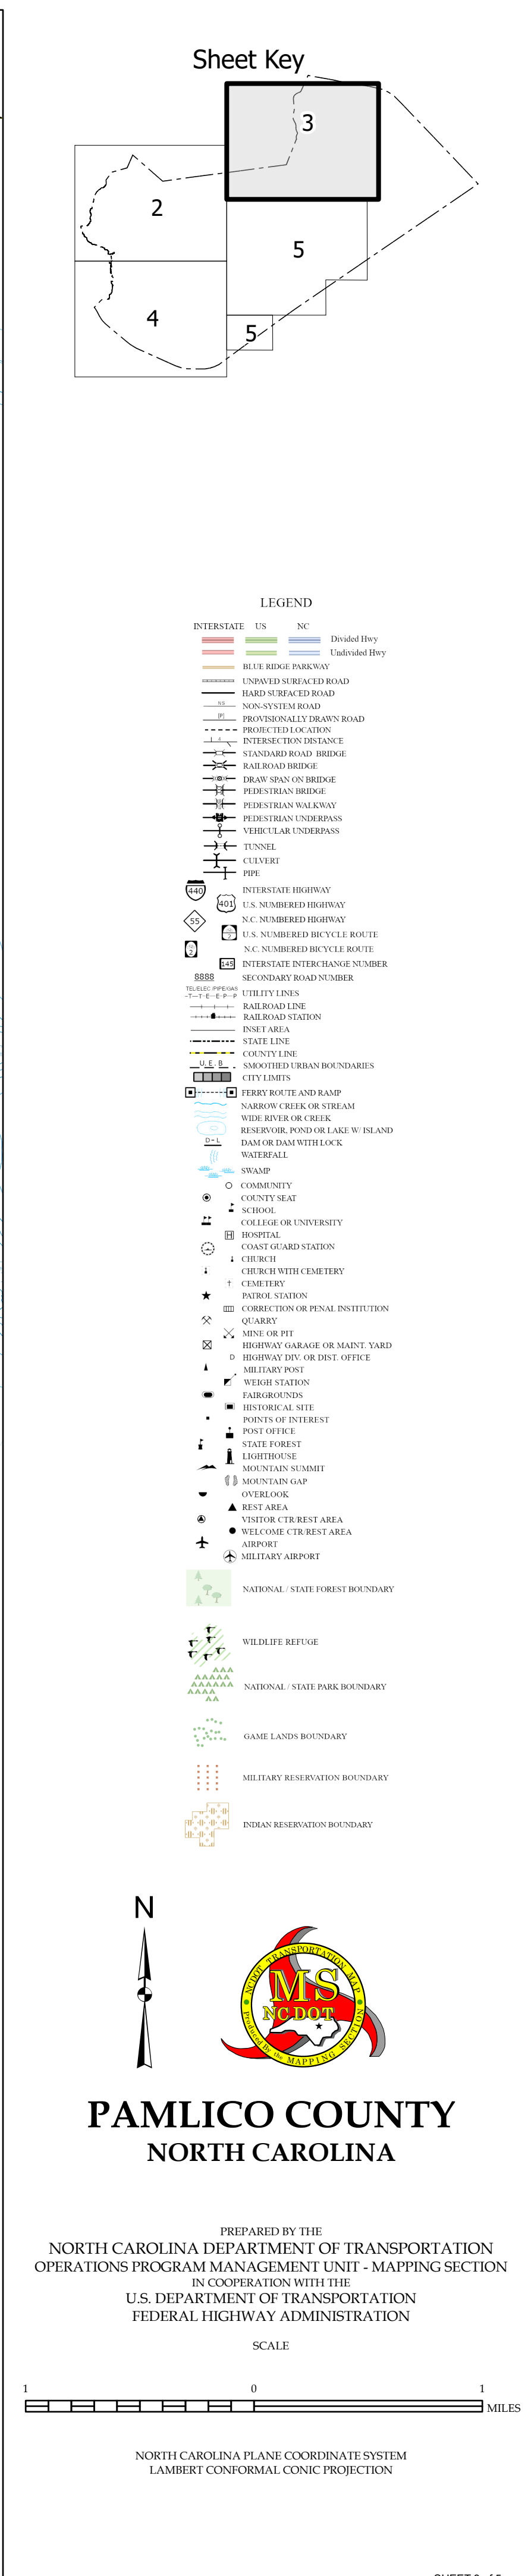 Sheet Key
3
2
5
4
5
LEGEND
INTERSTATE US NC
Divided Hwy
Undivided Hwy
BLUE RIDGE PARKWAY
UNPAVED SURFACED ROAD
HARD SURFACED ROAD
NS NON-SYSTEM ROAD
[P] PROVISIONALLY DRAWN ROAD
PROJECTED LOCATION
INTERSECTION DISTANCE
STANDARD ROAD BRIDGE
RAILROAD BRIDGE
DRAW SPAN ON BRIDGE
PEDESTRIAN BRIDGE
PEDESTRIAN WALKWAY
PEDESTRIAN UNDERPASS
VEHICULAR UNDERPASS
TUNNEL
CULVERT
PIPE
440 INTERSTATE HIGHWAY
401 U.S. NUMBERED HIGHWAY
55 N.C. NUMBERED HIGHWAY
2 U.S. NUMBERED BICYCLE ROUTE
2 N.C. NUMBERED BICYCLE ROUTE
145 INTERSTATE INTERCHANGE NUMBER
8888 SECONDARY ROAD NUMBER
TEL/ELEC/PIPE/GAS
-T--T-E--E-P--P UTILITY LINES
RAILROAD LINE
RAILROAD STATION
INSET AREA
STATE LINE
COUNTY LINE
U.E.B SMOOTHED URBAN BOUNDARIES
CITY LIMITS
FERRY ROUTE AND RAMP
NARROW CREEK OR STREAM
WIDE RIVER OR CREEK
RESERVOIR, POND OR LAKE W/ ISLAND
D-L DAM OR DAM WITH LOCK
WATERFALL
SWAMP
COMMUNITY
COUNTY SEAT
SCHOOL
COLLEGE OR UNIVERSITY
H HOSPITAL
COAST GUARD STATION
CHURCH
CHURCH WITH CEMETERY
CEMETERY
PATROL STATION
CORRECTION OR PENAL INSTITUTION
QUARRY
MINE OR PIT
HIGHWAY GARAGE OR MAINT. YARD
D HIGHWAY DIV. OR DIST. OFFICE
MILITARY POST
WEIGH STATION
FAIRGROUNDS
HISTORICAL SITE
POINTS OF INTEREST
POST OFFICE
STATE FOREST
LIGHTHOUSE
MOUNTAIN SUMMIT
MOUNTAIN GAP
OVERLOOK
REST AREA
VISITOR CTR/REST AREA
WELCOME CTR/REST AREA
AIRPORT
MILITARY AIRPORT
NATIONAL / STATE FOREST BOUNDARY
WILDLIFE REFUGE
NATIONAL / STATE PARK BOUNDARY
GAME LANDS BOUNDARY
MILITARY RESERVATION BOUNDARY
INDIAN RESERVATION BOUNDARY
N
NCDOT TRANSPORTATION MAP
MS
NCDOT
Produced By the MAPPING SECTION
PAMLICO COUNTY
NORTH CAROLINA
PREPARED BY THE
NORTH CAROLINA DEPARTMENT OF TRANSPORTATION
OPERATIONS PROGRAM MANAGEMENT UNIT - MAPPING SECTION
IN COOPERATION WITH THE
U.S. DEPARTMENT OF TRANSPORTATION
FEDERAL HIGHWAY ADMINISTRATION
SCALE
1 0 1
MILES
NORTH CAROLINA PLANE COORDINATE SYSTEM
LAMBERT CONFORMAL CONIC PROJECTION